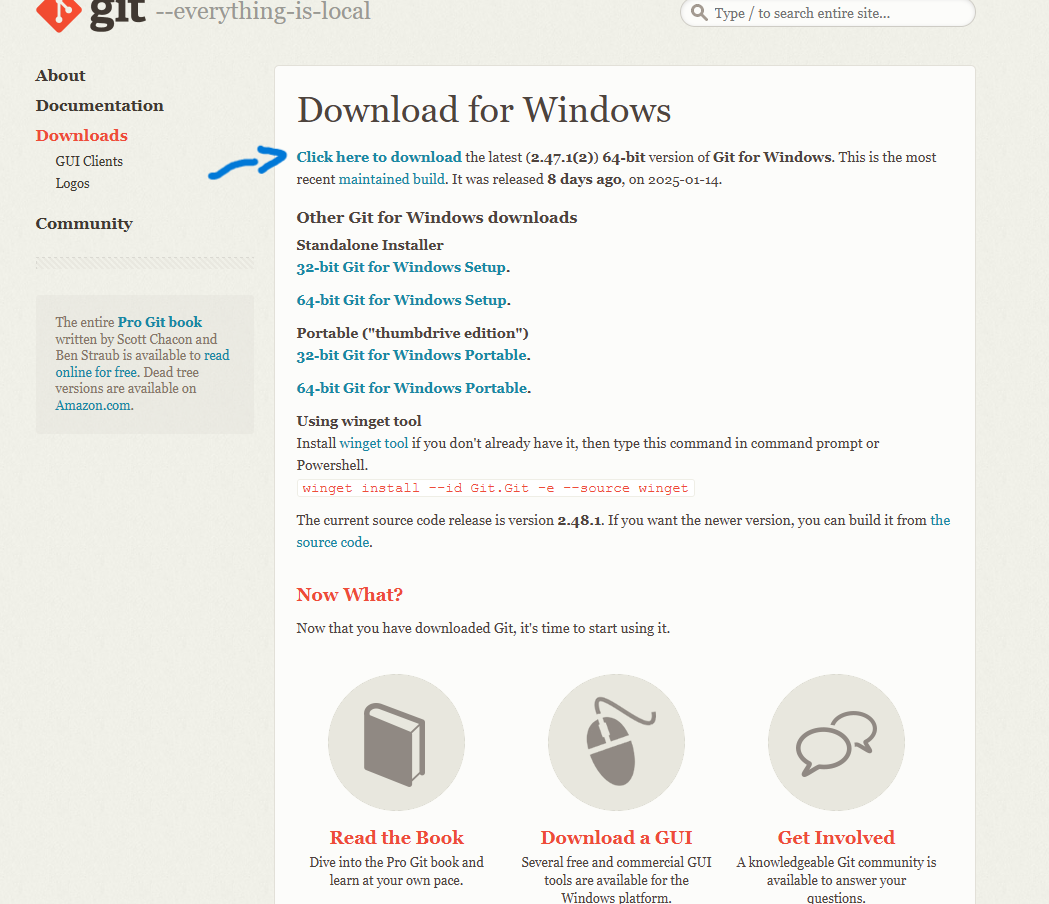 git --everything-is-local
Type / to search entire site...
About
Documentation
Downloads
GUI Clients
Logos
Community
The entire Pro Git book
written by Scott Chacon and
Ben Straub is available to read
online for free. Dead tree
versions are available on
Amazon.com.
Download for Windows
Click here to download the latest (2.47.1(2)) 64-bit version of Git for Windows. This is the most
recent maintained build. It was released 8 days ago, on 2025-01-14.
Other Git for Windows downloads
Standalone Installer
32-bit Git for Windows Setup.
64-bit Git for Windows Setup.
Portable ("thumbdrive edition")
32-bit Git for Windows Portable.
64-bit Git for Windows Portable.
Using winget tool
Install winget tool if you don't already have it, then type this command in command prompt or
Powershell.
winget install --id Git.Git -e --source winget
The current source code release is version 2.48.1. If you want the newer version, you can build it from the
source code.
Now What?
Now that you have downloaded Git, it's time to start using it.
Read the Book
Dive into the Pro Git book and
learn at your own pace.
Download a GUI
Several free and commercial GUI
tools are available for the
Windows platform.
Get Involved
A knowledgeable Git community is
available to answer your
questions.